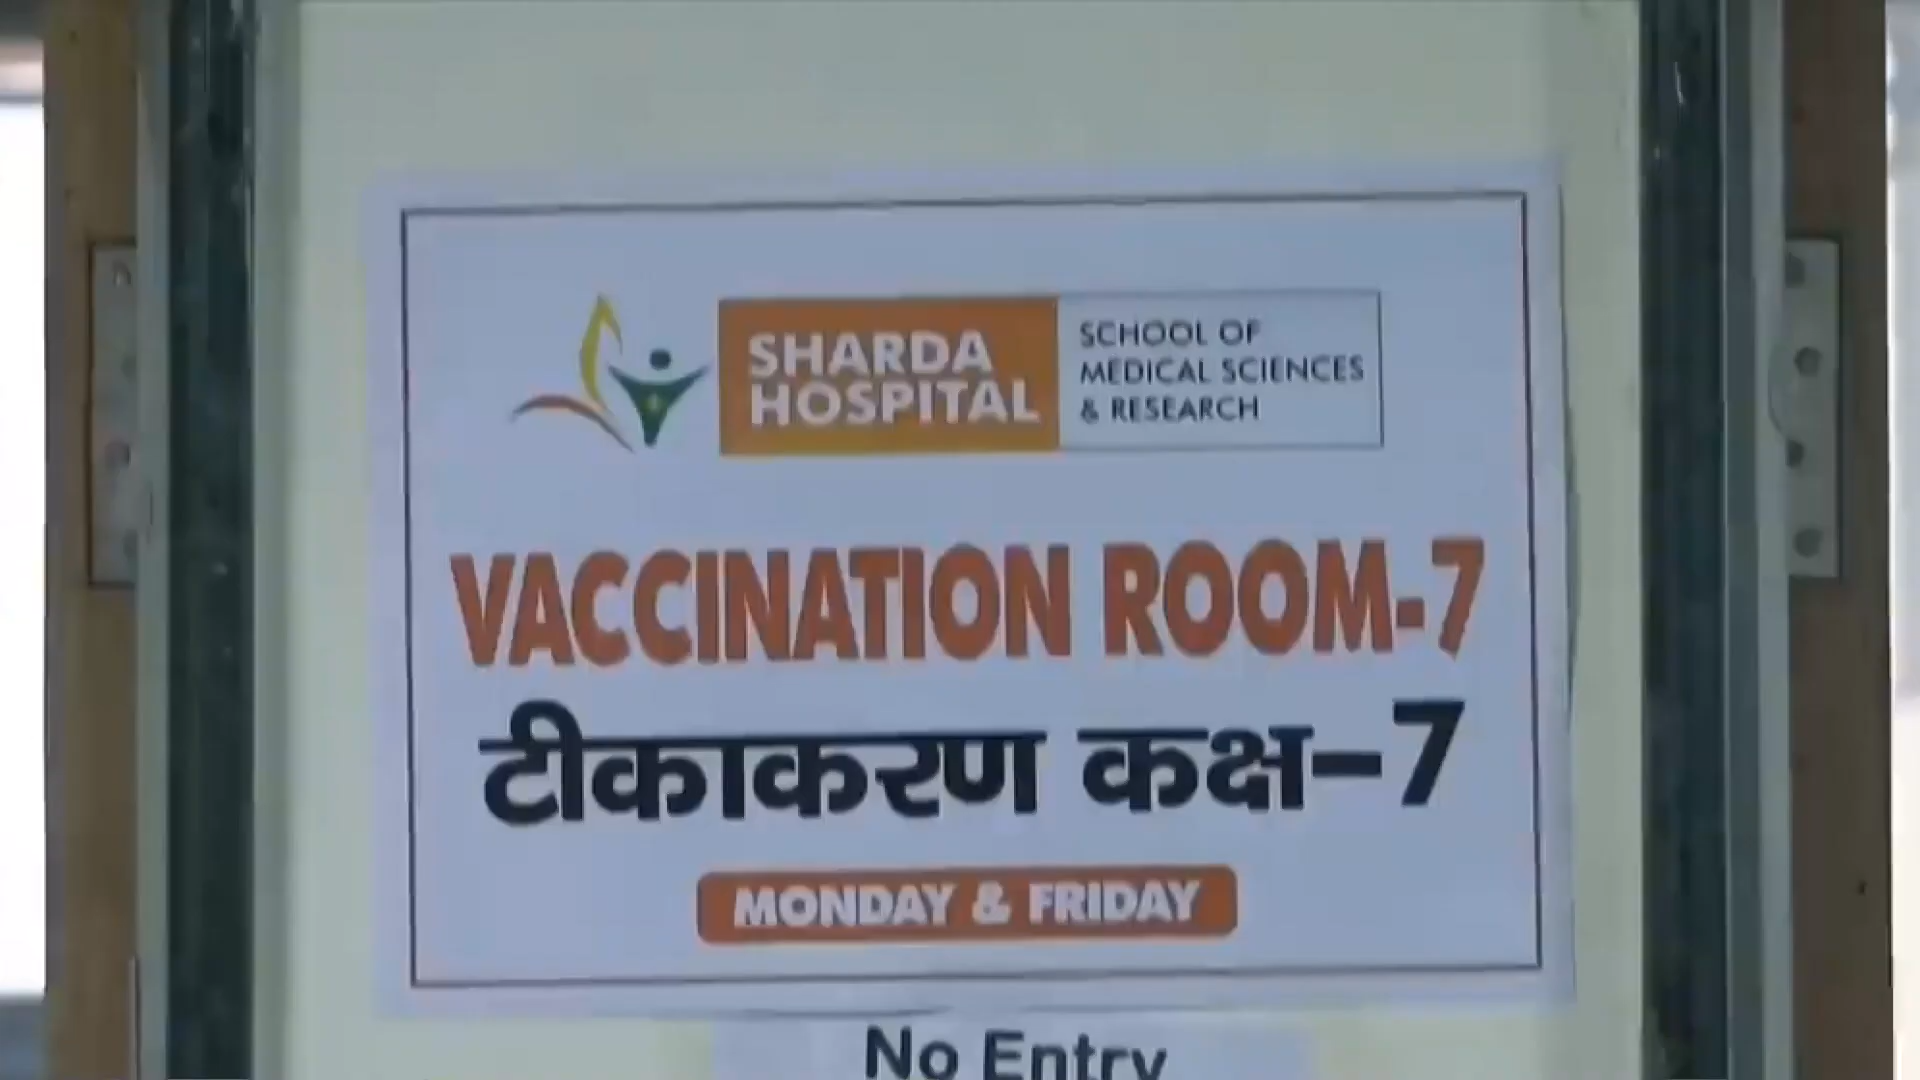 SHARDA
HOSPITAL
SCHOOL OF
MEDICAL SCIENCES
& RESEARCH
VACCINATION ROOM-7
टीकाकरण कक्ष-7
MONDAY & FRIDAY
No Entry